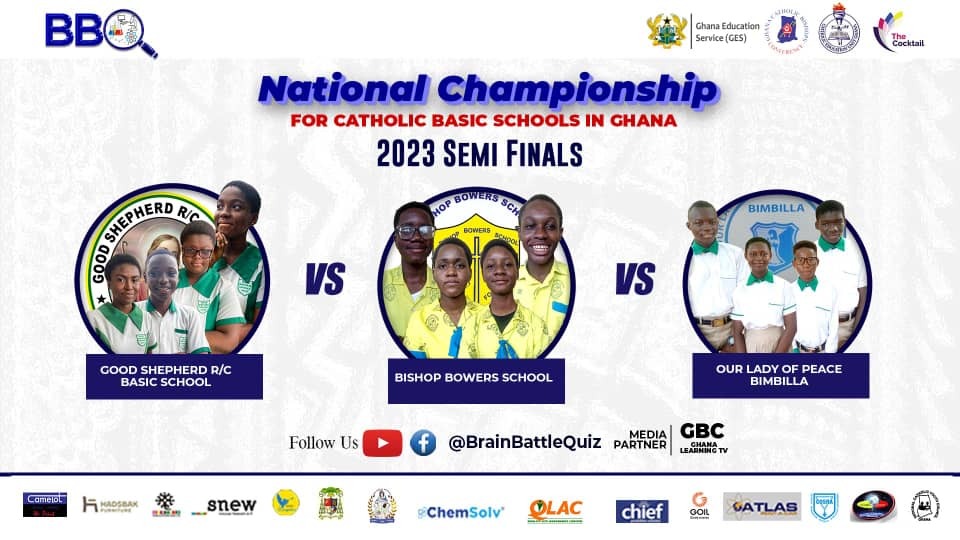 BBQ
Ghana Education
Service (GES)
The
Cocktail
National Championship
FOR CATHOLIC BASIC SCHOOLS IN GHANA
2023 SEMI FINALS
GOOD SHEPHERD R/C
BISHOP BOWERS SCHOOL
BIMBILLA
VS
VS
GOOD SHEPHERD R/C
BASIC SCHOOL
BISHOP BOWERS SCHOOL
OUR LADY OF PEACE
BIMBILLA
Follow Us
@BrainBattleQuiz
MEDIA
PARTNER
GBC
GHANA
LEARNING TV
Camelot
HADSBAK
FURNITURE
snew
ChemSolv
QLAC
chief
GOIL
ATLAS